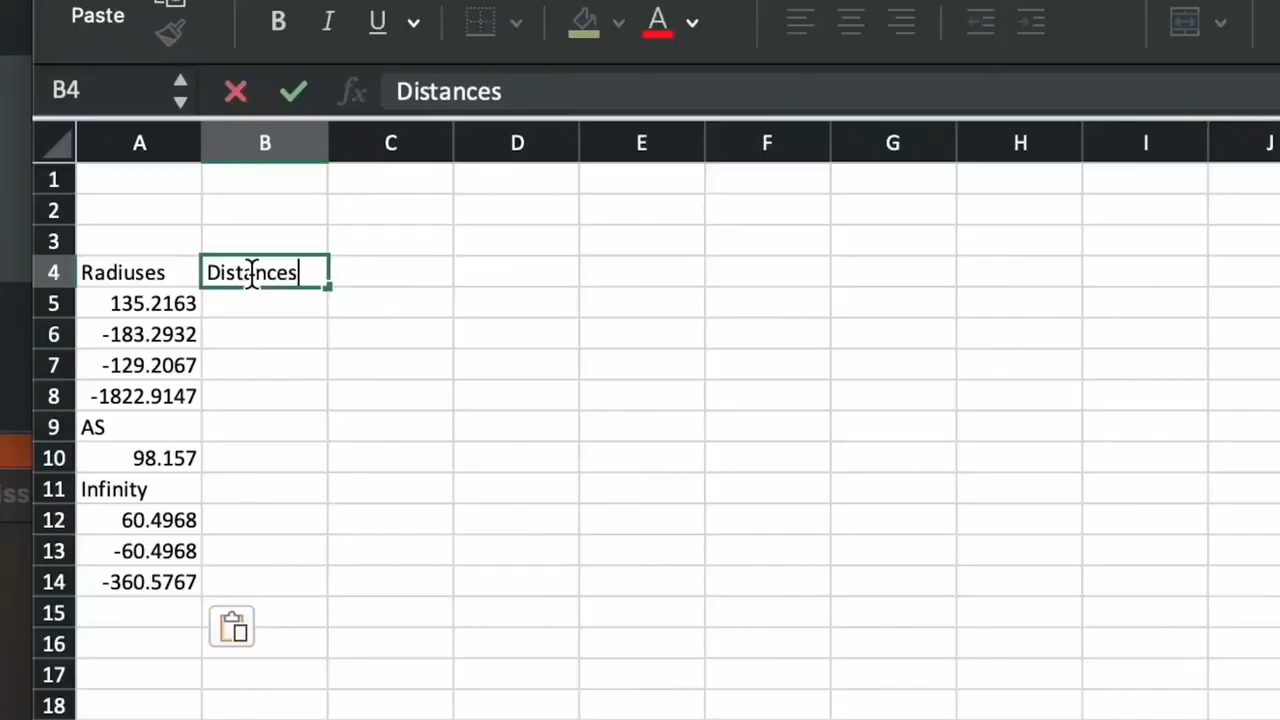 Paste B I U A
B4 fx Distances
A B C D E F G H I J
1
2
3
4 Radiuses Distances
5 135.2163
6 -183.2932
7 -129.2067
8 -1822.9147
9 AS
10 98.157
11 Infinity
12 60.4968
13 -60.4968
iss
14 -360.5767
15
16
17
18